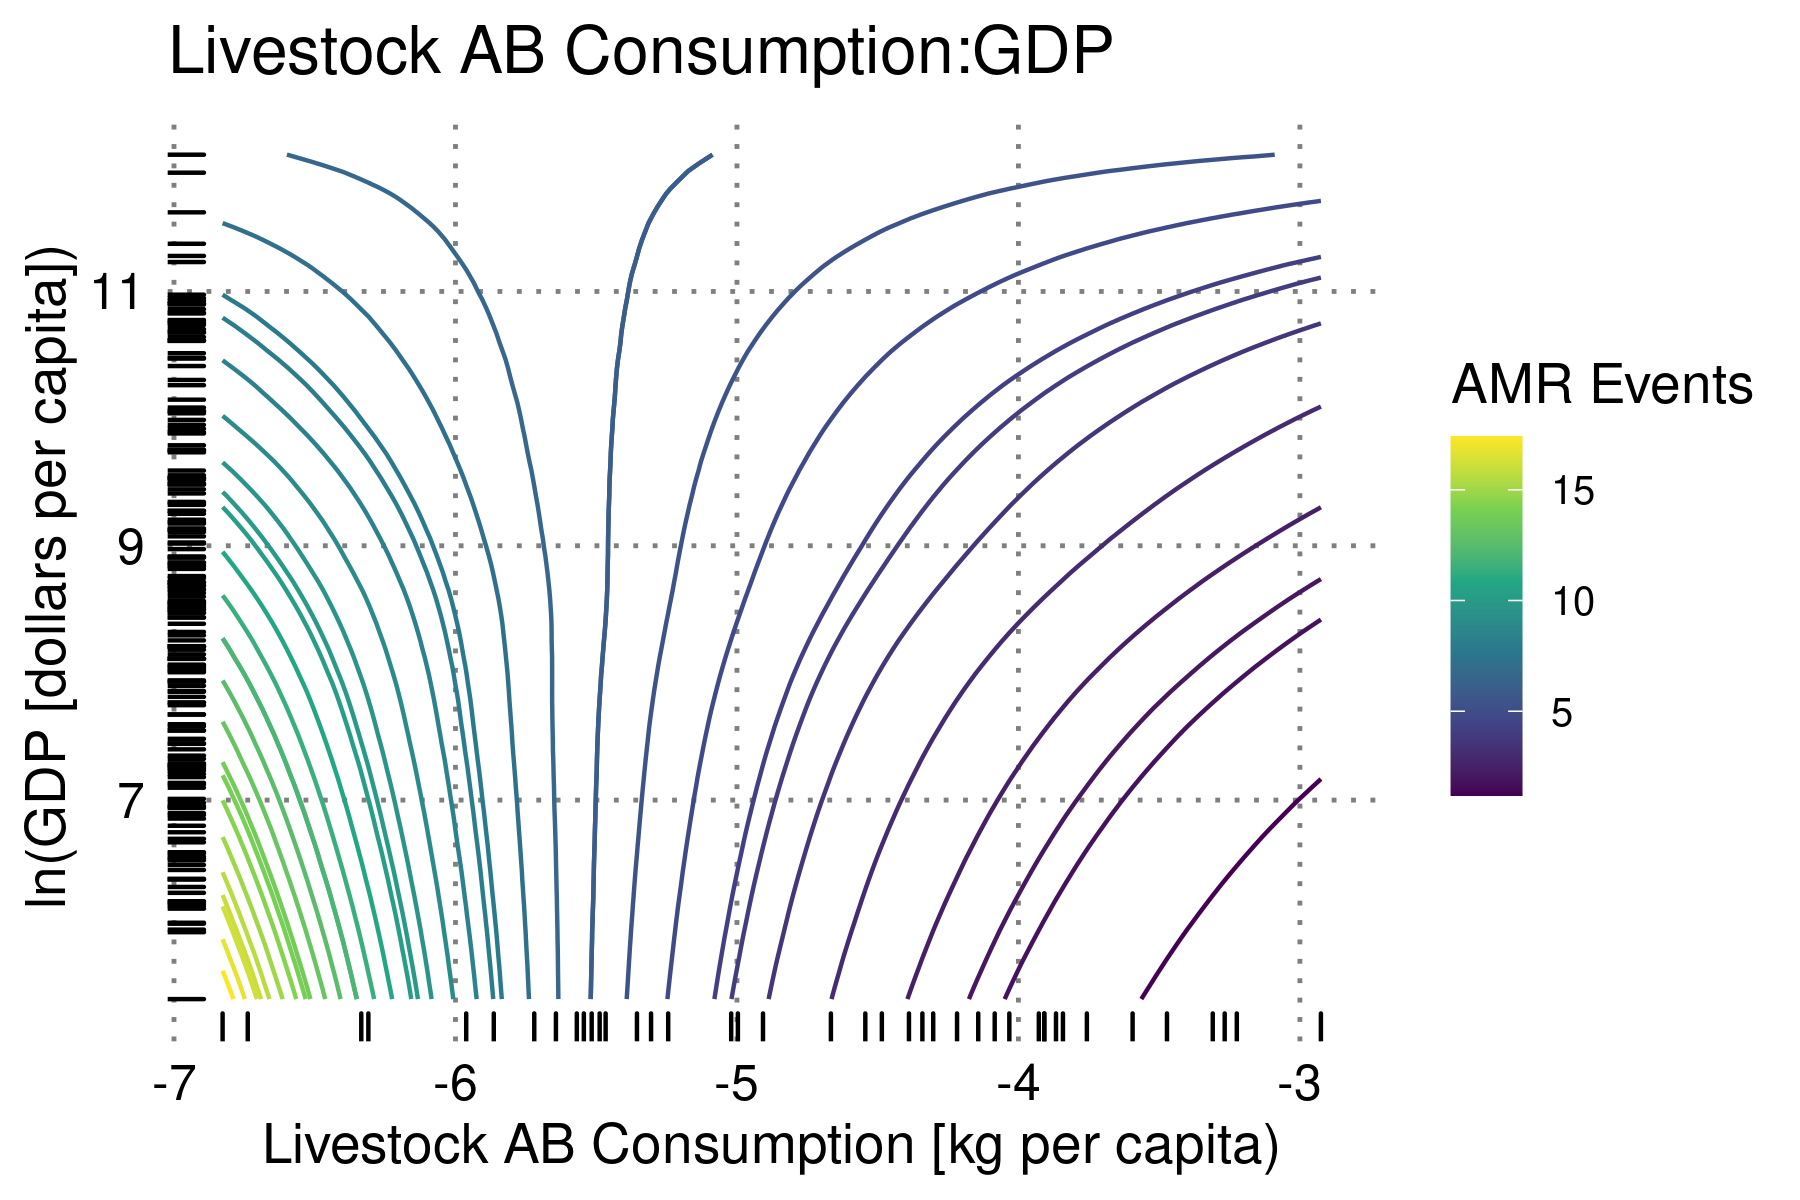 Livestock AB Consumption:GDP
ln(GDP [dollars per capita])
11
9
7
-7 -6 -5 -4 -3
Livestock AB Consumption [kg per capita)
AMR Events
15
10
5